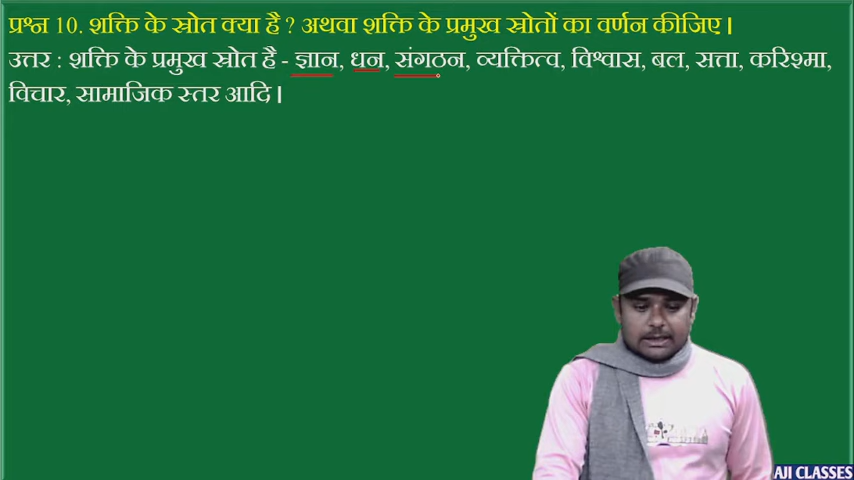 प्रश्न 10. शक्ति के स्रोत क्या है ? अथवा शक्ति के प्रमुख स्रोतों का वर्णन कीजिए ।
उत्तर : शक्ति के प्रमुख स्रोत है - ज्ञान, धन, संगठन, व्यक्तित्व, विश्वास, बल, सत्ता, करिश्मा,
विचार, सामाजिक स्तर आदि ।
AJI CLASSES